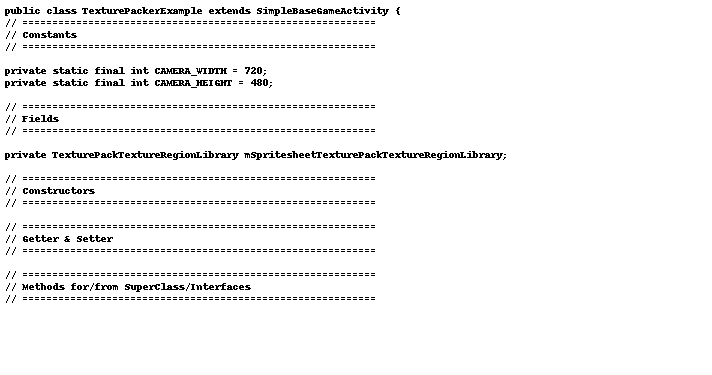 public class TexturePackerExample extends SimpleBaseGameActivity {
// ===========================================================
// Constants
// ===========================================================
private static final int CAMERA_WIDTH = 720;
private static final int CAMERA_HEIGHT = 480;
// ===========================================================
// Fields
// ===========================================================
private TexturePackTextureRegionLibrary mSpritesheetTexturePackTextureRegionLibrary;
// ===========================================================
// Constructors
// ===========================================================
// ===========================================================
// Getter & Setter
// ===========================================================
// ===========================================================
// Methods for/from SuperClass/Interfaces
// ===========================================================